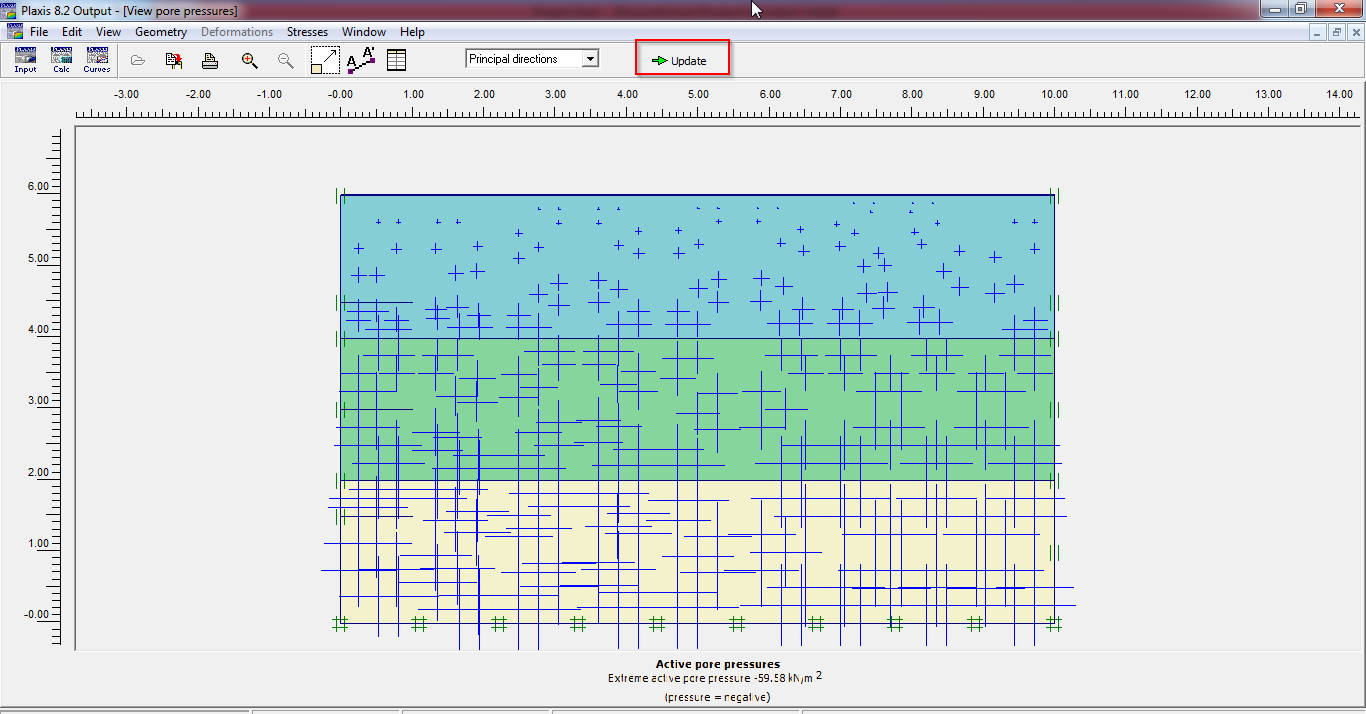 Plaxis 8.2 Output - [View pore pressures]
File Edit View Geometry Deformations Stresses Window Help
Input Calc Curves A A' Principal directions Update
-3.00 -2.00 -1.00 -0.00 1.00 2.00 3.00 4.00 5.00 6.00 7.00 8.00 9.00 10.00 11.00 12.00 13.00 14.00
6.00
5.00
4.00
3.00
2.00
1.00
-0.00
Active pore pressures
Extreme active pore pressure -59.58 kN/m 2
(pressure = negative)